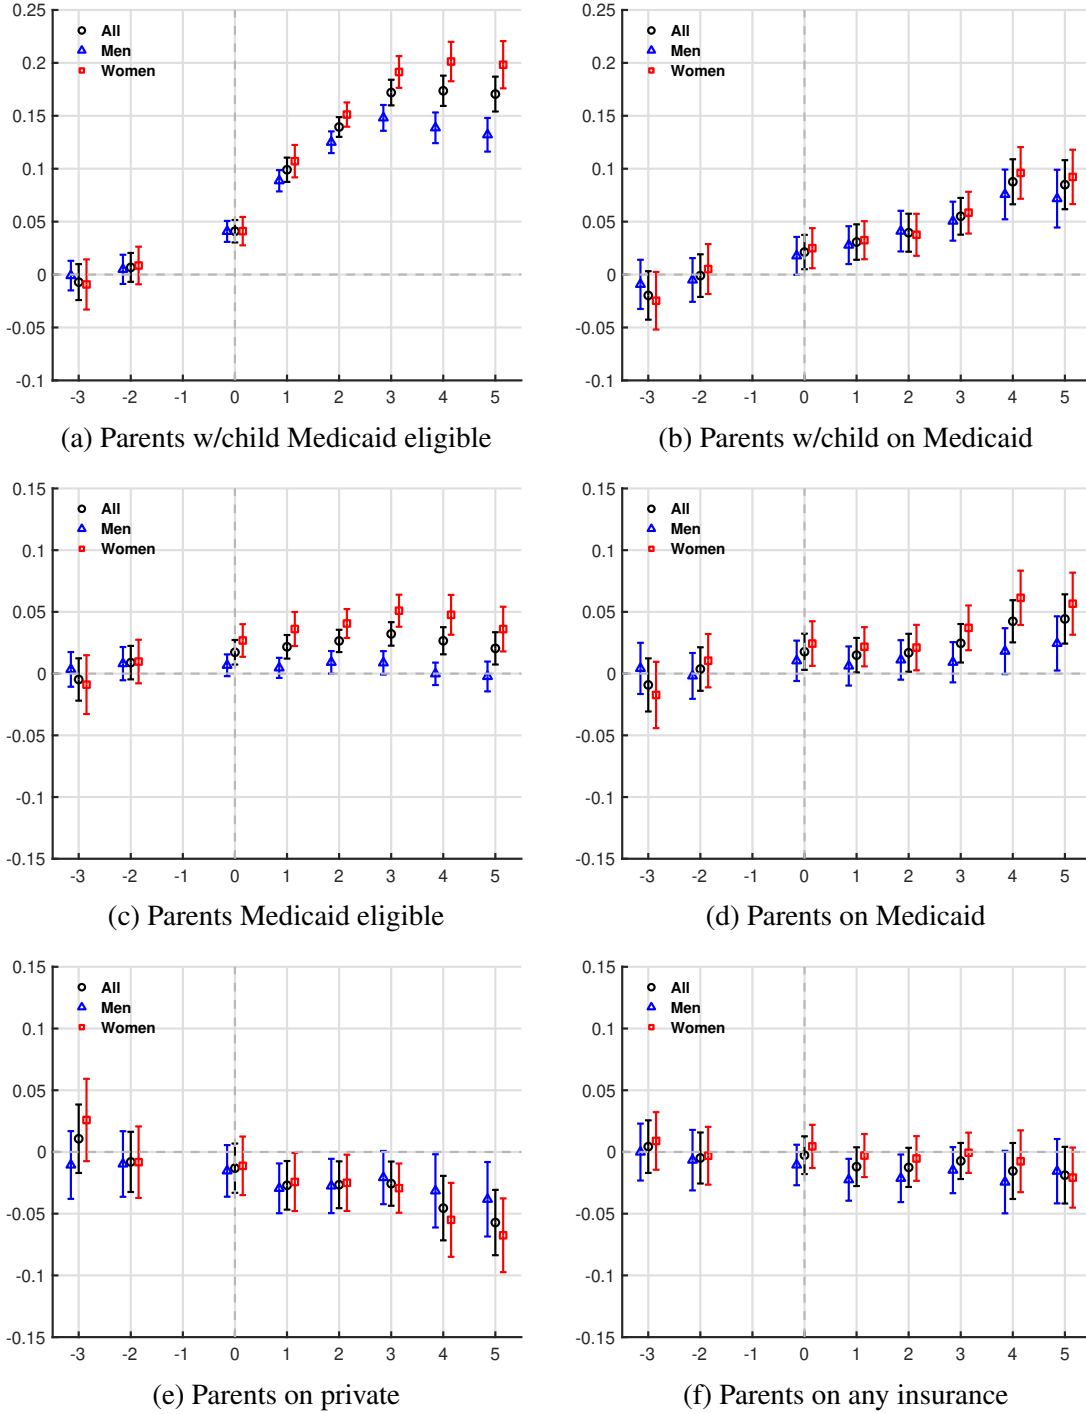 0.25
0.2
0.15
0.1
0.05
0
-0.05
-0.1
All
Men
Women
-3 -2 -1 0 1 2 3 4 5
(a) Parents w/child Medicaid eligible
0.25
0.2
0.15
0.1
0.05
0
-0.05
-0.1
All
Men
Women
-3 -2 -1 0 1 2 3 4 5
(b) Parents w/child on Medicaid
0.15
0.1
0.05
0
-0.05
-0.1
-0.15
All
Men
Women
-3 -2 -1 0 1 2 3 4 5
(c) Parents Medicaid eligible
0.15
0.1
0.05
0
-0.05
-0.1
-0.15
All
Men
Women
-3 -2 -1 0 1 2 3 4 5
(d) Parents on Medicaid
0.15
0.1
0.05
0
-0.05
-0.1
-0.15
All
Men
Women
-3 -2 -1 0 1 2 3 4 5
(e) Parents on private
0.15
0.1
0.05
0
-0.05
-0.1
-0.15
All
Men
Women
-3 -2 -1 0 1 2 3 4 5
(f) Parents on any insurance